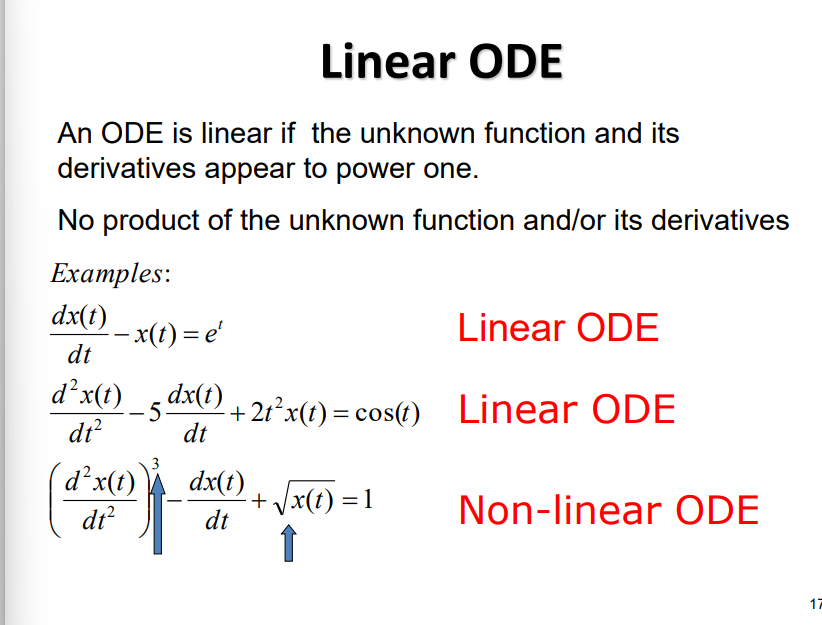 Linear ODE
An ODE is linear if the unknown function and its
derivatives appear to power one.
No product of the unknown function and/or its derivatives
Examples:
dx(t)/dt − x(t) = e^t Linear ODE
d²x(t)/dt² − 5 dx(t)/dt + 2t²x(t) = cos(t) Linear ODE
(d²x(t)/dt²)³ − dx(t)/dt + √x(t) = 1 Non-linear ODE
17